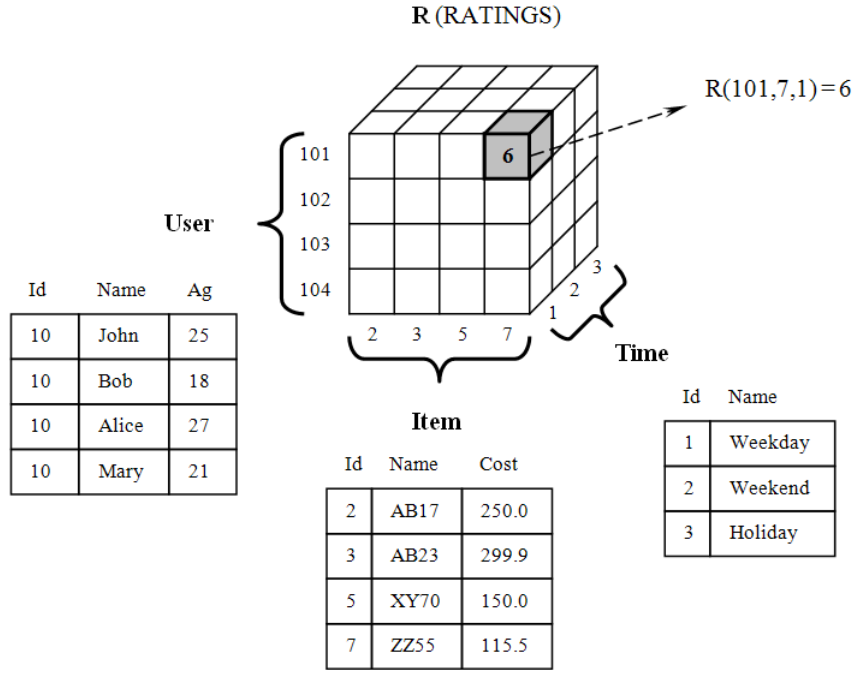 R (RATINGS)
R(101,7,1)=6
101
6
102
User
103
104
3
2
1
2 3 5 7
Time
Id Name Ag
10 John 25
10 Bob 18
10 Alice 27
10 Mary 21
Item
Id Name Cost
2 AB17 250.0
3 AB23 299.9
5 XY70 150.0
7 ZZ55 115.5
Id Name
1 Weekday
2 Weekend
3 Holiday